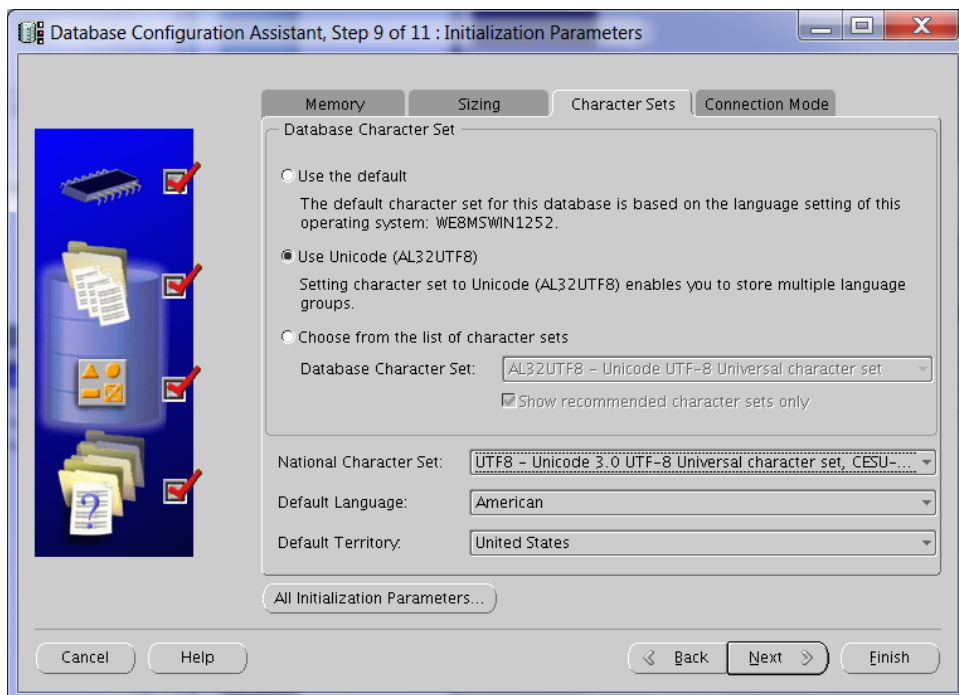 Database Configuration Assistant, Step 9 of 11 : Initialization Parameters
Memory Sizing Character Sets Connection Mode
Database Character Set
Use the default
The default character set for this database is based on the language setting of this
operating system: WE8MSWIN1252.
Use Unicode (AL32UTF8)
Setting character set to Unicode (AL32UTF8) enables you to store multiple language
groups.
Choose from the list of character sets
Database Character Set: AL32UTF8 - Unicode UTF-8 Universal character set
Show recommended character sets only
National Character Set: UTF8 - Unicode 3.0 UTF-8 Universal character set, CESU-...
Default Language: American
Default Territory: United States
All Initialization Parameters...
Cancel Help Back Next Finish